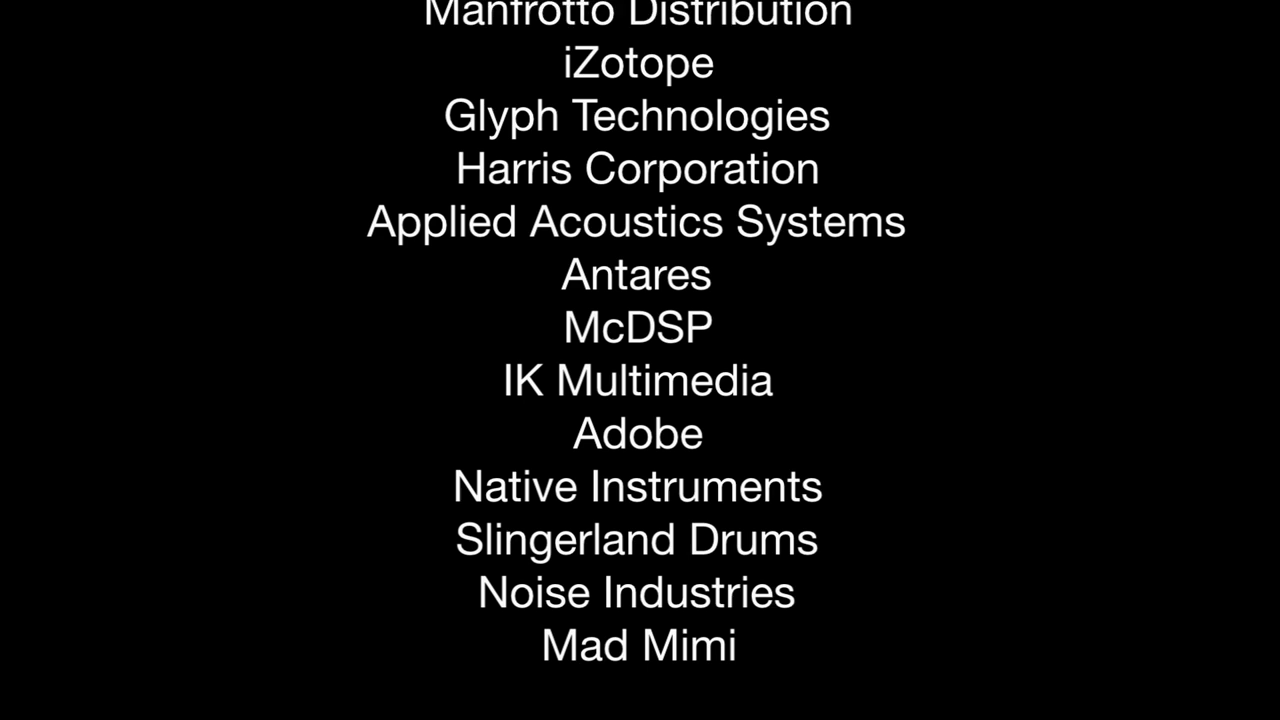 Manfrotto Distribution
iZotope
Glyph Technologies
Harris Corporation
Applied Acoustics Systems
Antares
McDSP
IK Multimedia
Adobe
Native Instruments
Slingerland Drums
Noise Industries
Mad Mimi